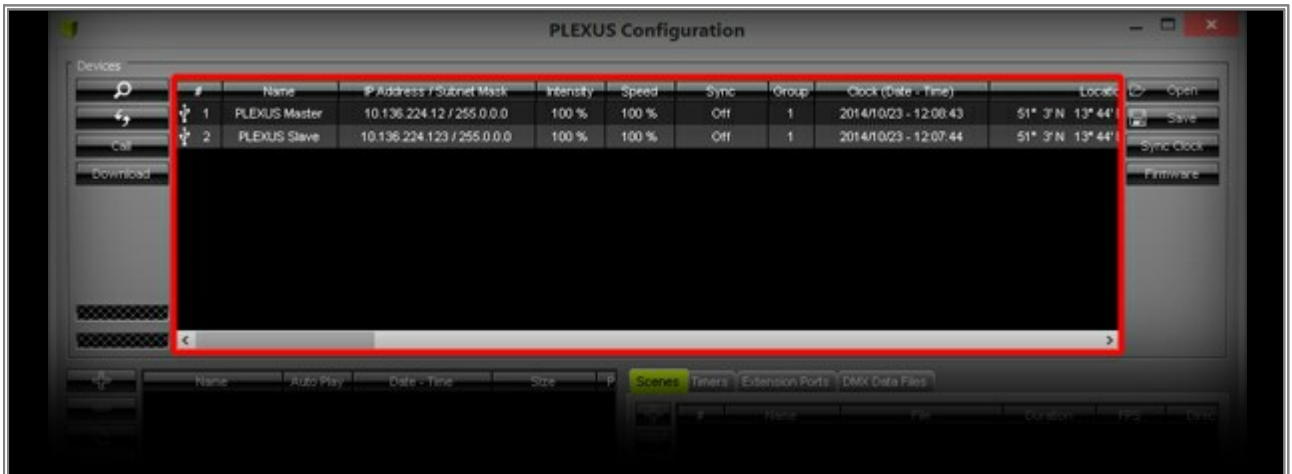 PLEXUS Configuration
Devices
# Name IP Address / Subnet Mask Intensity Speed Sync Group Clock (Date - Time) Locatio Open
1 PLEXUS Master 10.136.224.12 / 255.0.0.0 100 % 100 % Off 1 2014/10/23 - 12:08:43 51° 3' N 13° 44' Save
2 PLEXUS Slave 10.136.224.123 / 255.0.0.0 100 % 100 % Off 1 2014/10/23 - 12:07:44 51° 3' N 13° 44' Sync Clock
Call
Download Firmware
Name Auto Play Date - Time Size P Scenes Timers Extension Ports DMX Data Files
# Name File Duration FPS Direc